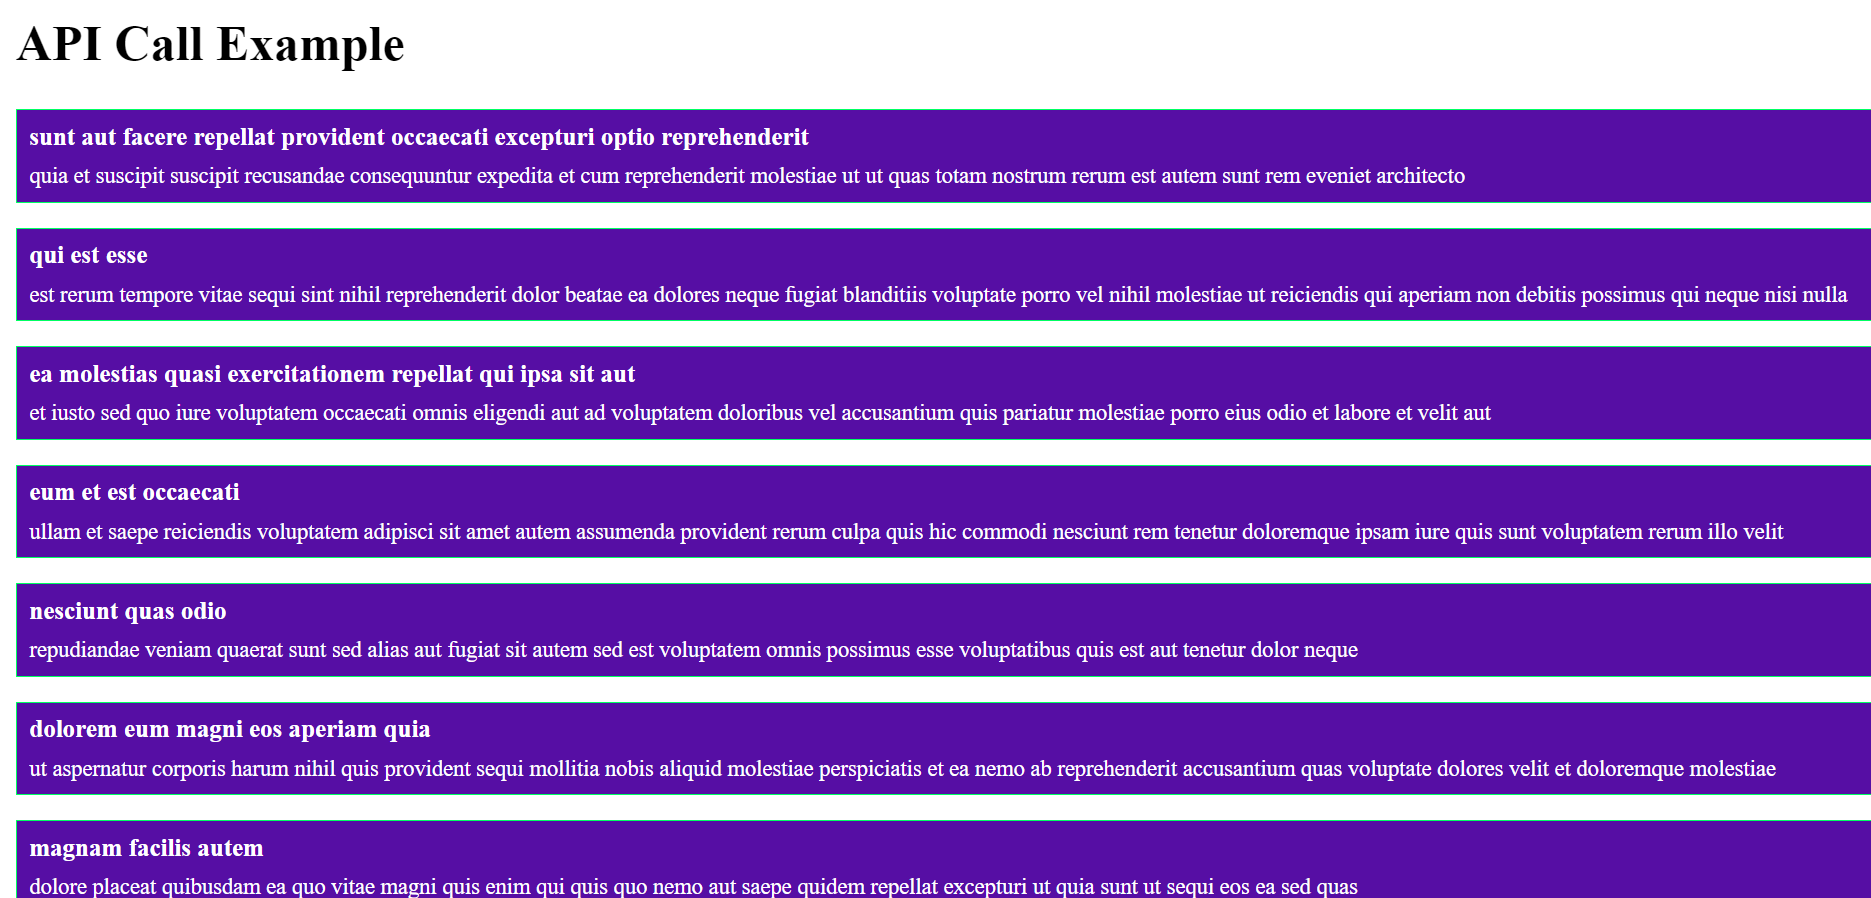 API Call Example
sunt aut facere repellat provident occaecati excepturi optio reprehenderit
quia et suscipit suscipit recusandae consequuntur expedita et cum reprehenderit molestiae ut ut quas totam nostrum rerum est autem sunt rem eveniet architecto
qui est esse
est rerum tempore vitae sequi sint nihil reprehenderit dolor beatae ea dolores neque fugiat blanditiis voluptate porro vel nihil molestiae ut reiciendis qui aperiam non debitis possimus qui neque nisi nulla
ea molestias quasi exercitationem repellat qui ipsa sit aut
et iusto sed quo iure voluptatem occaecati omnis eligendi aut ad voluptatem doloribus vel accusantium quis pariatur molestiae porro eius odio et labore et velit aut
eum et est occaecati
ullam et saepe reiciendis voluptatem adipisci sit amet autem assumenda provident rerum culpa quis hic commodi nesciunt rem tenetur doloremque ipsam iure quis sunt voluptatem rerum illo velit
nesciunt quas odio
repudiandae veniam quaerat sunt sed alias aut fugiat sit autem sed est voluptatem omnis possimus esse voluptatibus quis est aut tenetur dolor neque
dolorem eum magni eos aperiam quia
ut aspernatur corporis harum nihil quis provident sequi mollitia nobis aliquid molestiae perspiciatis et ea nemo ab reprehenderit accusantium quas voluptate dolores velit et doloremque molestiae
magnam facilis autem
dolore placeat quibusdam ea quo vitae magni quis enim qui quis quo nemo aut saepe quidem repellat excepturi ut quia sunt ut sequi eos ea sed quas